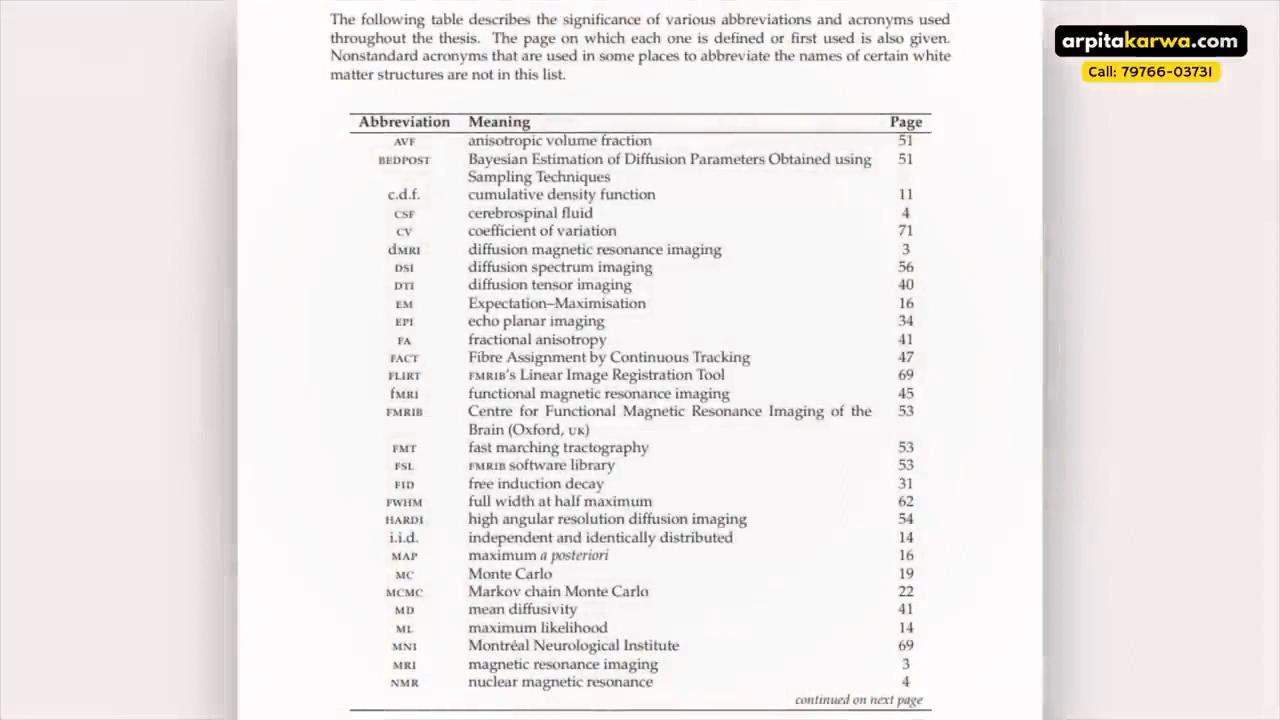 The following table describes the significance of various abbreviations and acronyms used
throughout the thesis. The page on which each one is defined or first used is also given.
Nonstandard acronyms that are used in some places to abbreviate the names of certain white
matter structures are not in this list.
arpitakarwa.com
Call: 79766-03731
Abbreviation Meaning Page
AVF anisotropic volume fraction 51
BEDPOST Bayesian Estimation of Diffusion Parameters Obtained using 51
Sampling Techniques
c.d.f. cumulative density function 11
CSF cerebrospinal fluid 4
CV coefficient of variation 71
dMRI diffusion magnetic resonance imaging 3
DSI diffusion spectrum imaging 56
DTI diffusion tensor imaging 40
EM Expectation–Maximisation 16
EPI echo planar imaging 34
FA fractional anisotropy 41
FACT Fibre Assignment by Continuous Tracking 47
FLIRT FMRIB's Linear Image Registration Tool 69
fMRI functional magnetic resonance imaging 45
FMRIB Centre for Functional Magnetic Resonance Imaging of the 53
Brain (Oxford, UK)
FMT fast marching tractography 53
FSL FMRIB software library 53
FID free induction decay 31
FWHM full width at half maximum 62
HARDI high angular resolution diffusion imaging 54
i.i.d. independent and identically distributed 14
MAP maximum a posteriori 16
MC Monte Carlo 19
MCMC Markov chain Monte Carlo 22
MD mean diffusivity 41
ML maximum likelihood 14
MNI Montréal Neurological Institute 69
MRI magnetic resonance imaging 3
NMR nuclear magnetic resonance 4
continued on next page